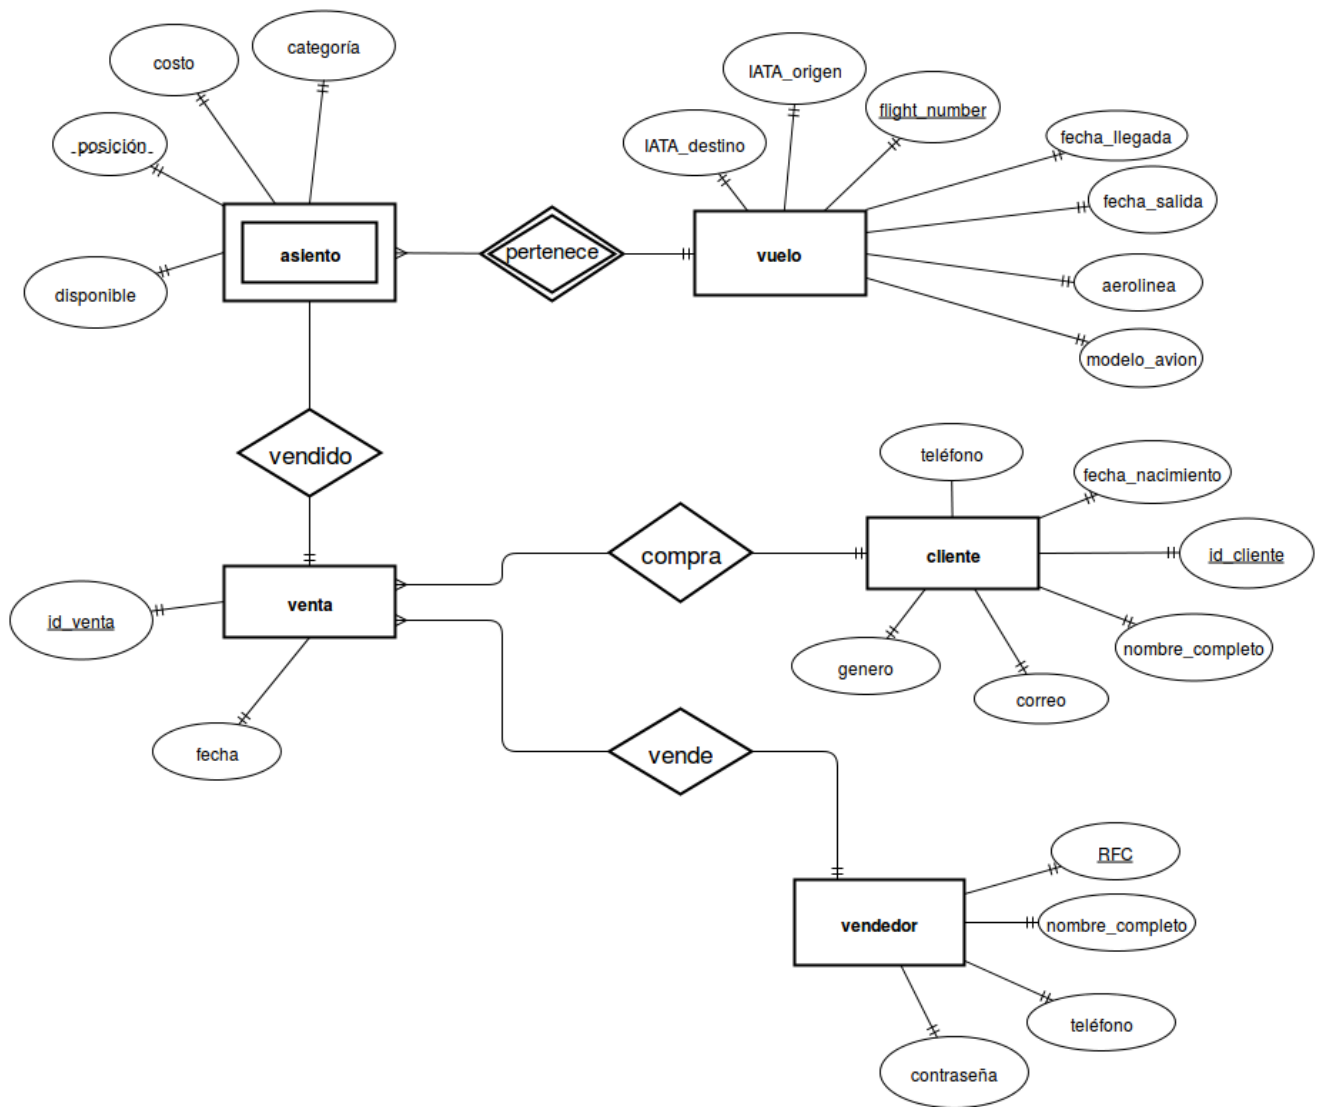 costo
categoría
IATA_origen
flight_number
posición
IATA_destino
fecha_llegada
fecha_salida
asiento
pertenece
vuelo
disponible
aerolinea
modelo_avion
vendido
teléfono
fecha_nacimiento
compra
cliente
id_cliente
venta
id_venta
nombre_completo
genero
correo
fecha
vende
RFC
vendedor
nombre_completo
teléfono
contraseña